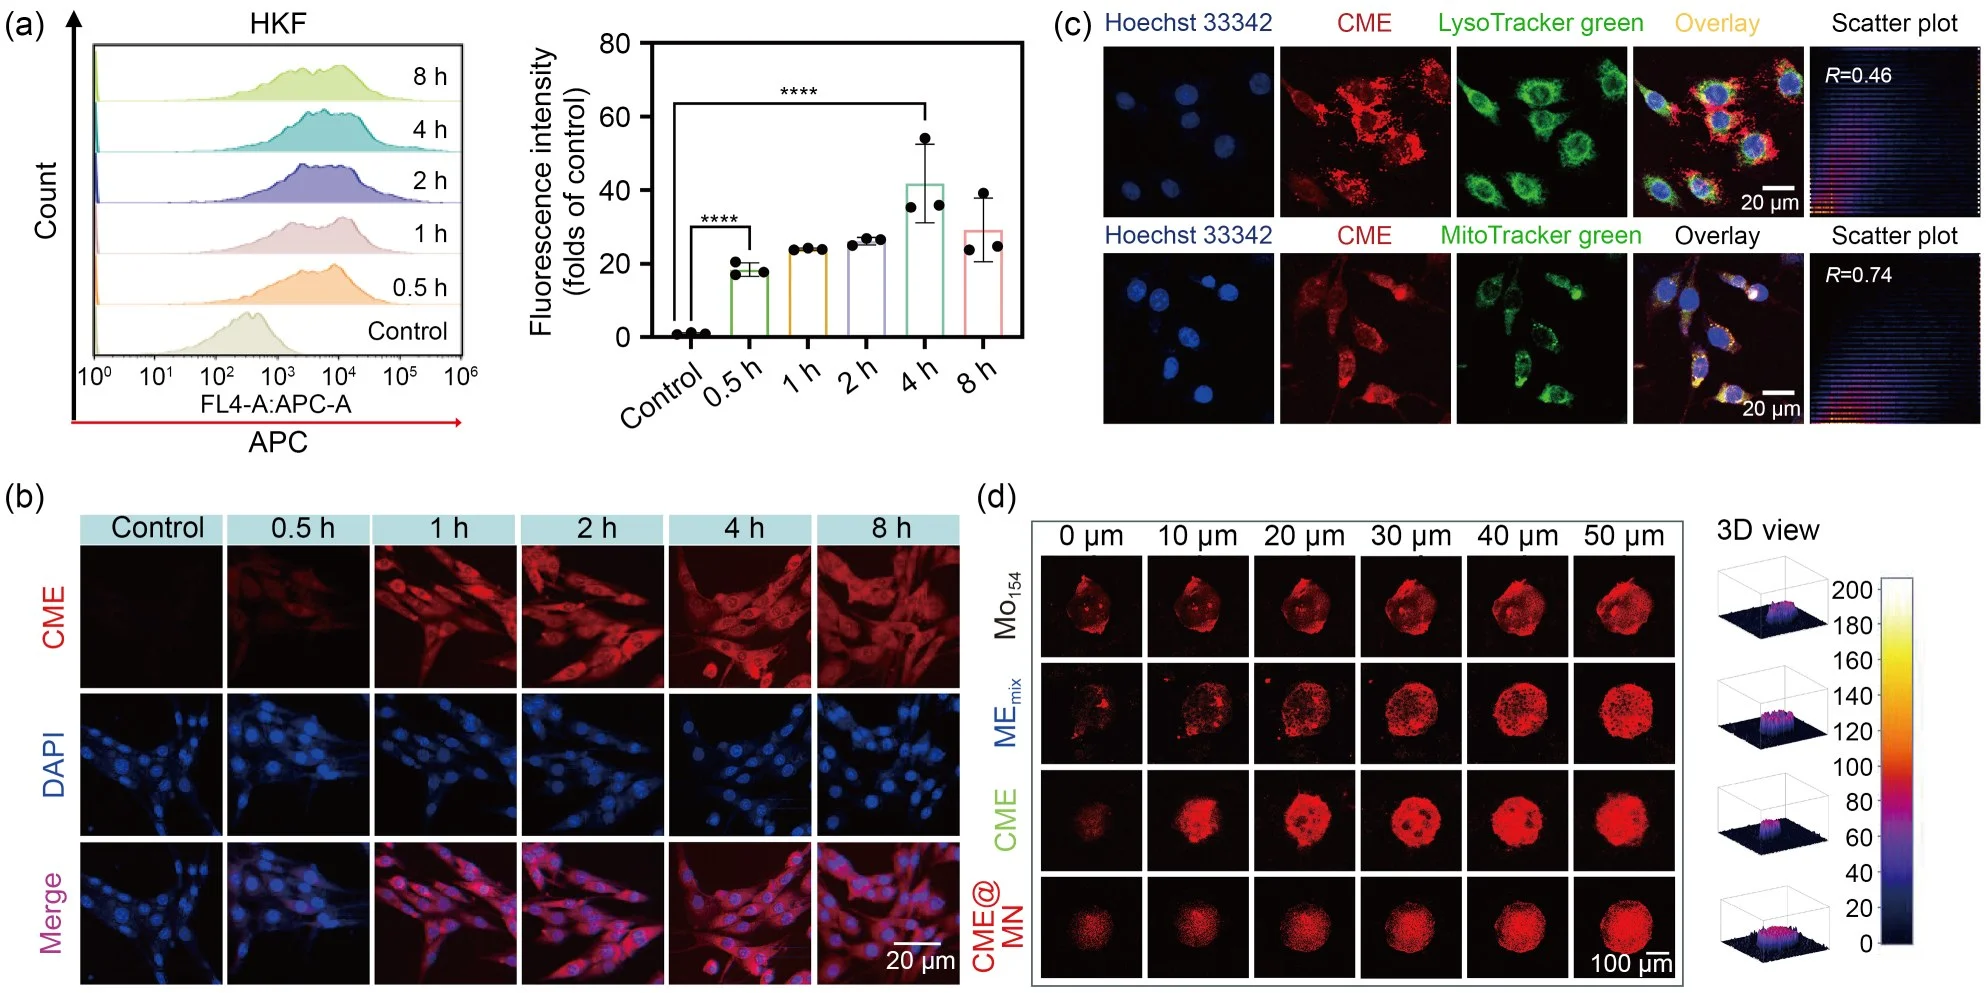 (a)
HKF
8 h
4 h
2 h
1 h
0.5 h
Control
Count
10⁰ 10¹ 10² 10³ 10⁴ 10⁵ 10⁶
FL4-A:APC-A
APC
Fluorescence intensity
(folds of control)
80
60
40
20
0
****
****
Control 0.5 h 1 h 2 h 4 h 8 h
(c)
Hoechst 33342 CME LysoTracker green Overlay Scatter plot
R=0.46
20 μm
Hoechst 33342 CME MitoTracker green Overlay Scatter plot
R=0.74
20 μm
(b)
Control 0.5 h 1 h 2 h 4 h 8 h
CME
DAPI
Merge
20 μm
(d)
0 μm 10 μm 20 μm 30 μm 40 μm 50 μm
Mo₁₅₄
MEmix
CME
CME@
MN
100 μm
3D view
200
180
160
140
120
100
80
60
40
20
0